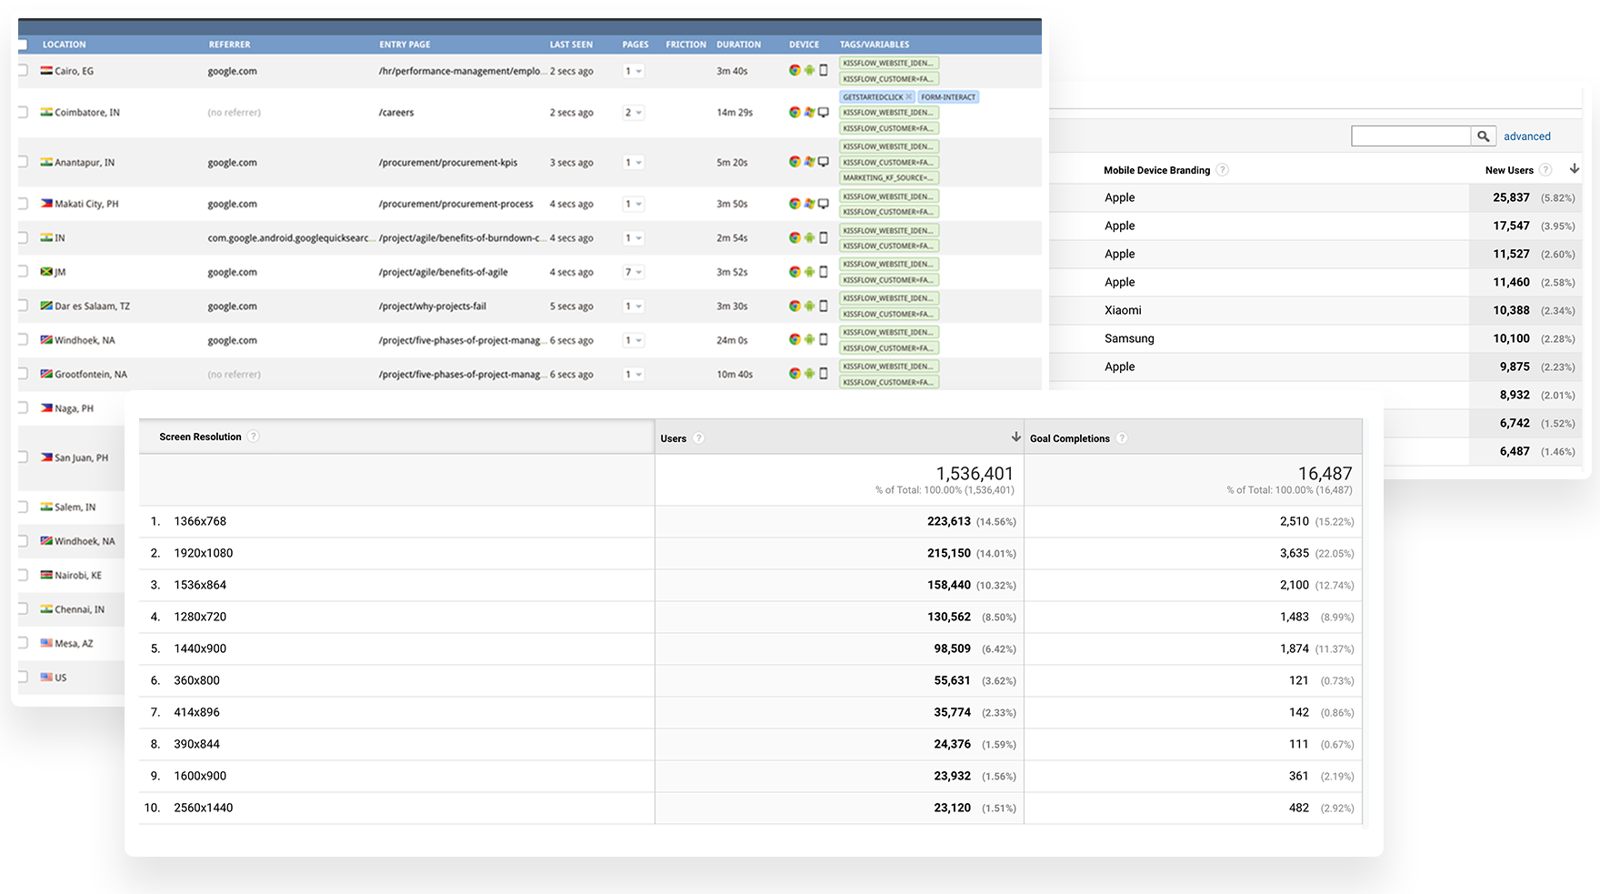 LOCATION REFERRER ENTRY PAGE LAST SEEN PAGES FRICTION DURATION DEVICE TAGS/VARIABLES
Cairo, EG google.com /hr/performance-management/emplo... 2 secs ago 1 3m 40s KISSFLOW_WEBSITE_IDEN...
KISSFLOW_CUSTOMER=FA...
GETSTARTEDCLICK FORM-INTERACT
Coimbatore, IN (no referrer) /careers 2 secs ago 2 14m 29s KISSFLOW_WEBSITE_IDEN...
KISSFLOW_CUSTOMER=FA...
KISSFLOW_WEBSITE_IDEN...
Anantapur, IN google.com /procurement/procurement-kpis 3 secs ago 1 5m 20s KISSFLOW_CUSTOMER=FA...
MARKETING_KF_SOURCE=...
Makati City, PH google.com /procurement/procurement-process 4 secs ago 1 3m 50s KISSFLOW_WEBSITE_IDEN...
KISSFLOW_CUSTOMER=FA...
IN com.google.android.googlequicksearc... /project/agile/benefits-of-burndown-c... 4 secs ago 1 2m 54s KISSFLOW_WEBSITE_IDEN...
KISSFLOW_CUSTOMER=FA...
JM google.com /project/agile/benefits-of-agile 4 secs ago 7 3m 52s KISSFLOW_WEBSITE_IDEN...
KISSFLOW_CUSTOMER=FA...
Dar es Salaam, TZ google.com /project/why-projects-fail 5 secs ago 1 3m 30s KISSFLOW_WEBSITE_IDEN...
KISSFLOW_CUSTOMER=FA...
Windhoek, NA google.com /project/five-phases-of-project-manag... 6 secs ago 1 24m 0s KISSFLOW_WEBSITE_IDEN...
KISSFLOW_CUSTOMER=FA...
Grootfontein, NA (no referrer) /project/five-phases-of-project-manag... 6 secs ago 1 10m 40s KISSFLOW_WEBSITE_IDEN...
KISSFLOW_CUSTOMER=FA...
Naga, PH
San Juan, PH
Salem, IN
Windhoek, NA
Nairobi, KE
Chennai, IN
Mesa, AZ
US
advanced
Mobile Device Branding ? New Users ?
Apple 25,837 (5.82%)
Apple 17,547 (3.95%)
Apple 11,527 (2.60%)
Apple 11,460 (2.58%)
Xiaomi 10,388 (2.34%)
Samsung 10,100 (2.28%)
Apple 9,875 (2.23%)
8,932 (2.01%)
6,742 (1.52%)
6,487 (1.46%)
Screen Resolution ? Users ? Goal Completions ?
1,536,401 16,487
% of Total: 100.00% (1,536,401) % of Total: 100.00% (16,487)
1. 1366x768 223,613 (14.56%) 2,510 (15.22%)
2. 1920x1080 215,150 (14.01%) 3,635 (22.05%)
3. 1536x864 158,440 (10.32%) 2,100 (12.74%)
4. 1280x720 130,562 (8.50%) 1,483 (8.99%)
5. 1440x900 98,509 (6.42%) 1,874 (11.37%)
6. 360x800 55,631 (3.62%) 121 (0.73%)
7. 414x896 35,774 (2.33%) 142 (0.86%)
8. 390x844 24,376 (1.59%) 111 (0.67%)
9. 1600x900 23,932 (1.56%) 361 (2.19%)
10. 2560x1440 23,120 (1.51%) 482 (2.92%)